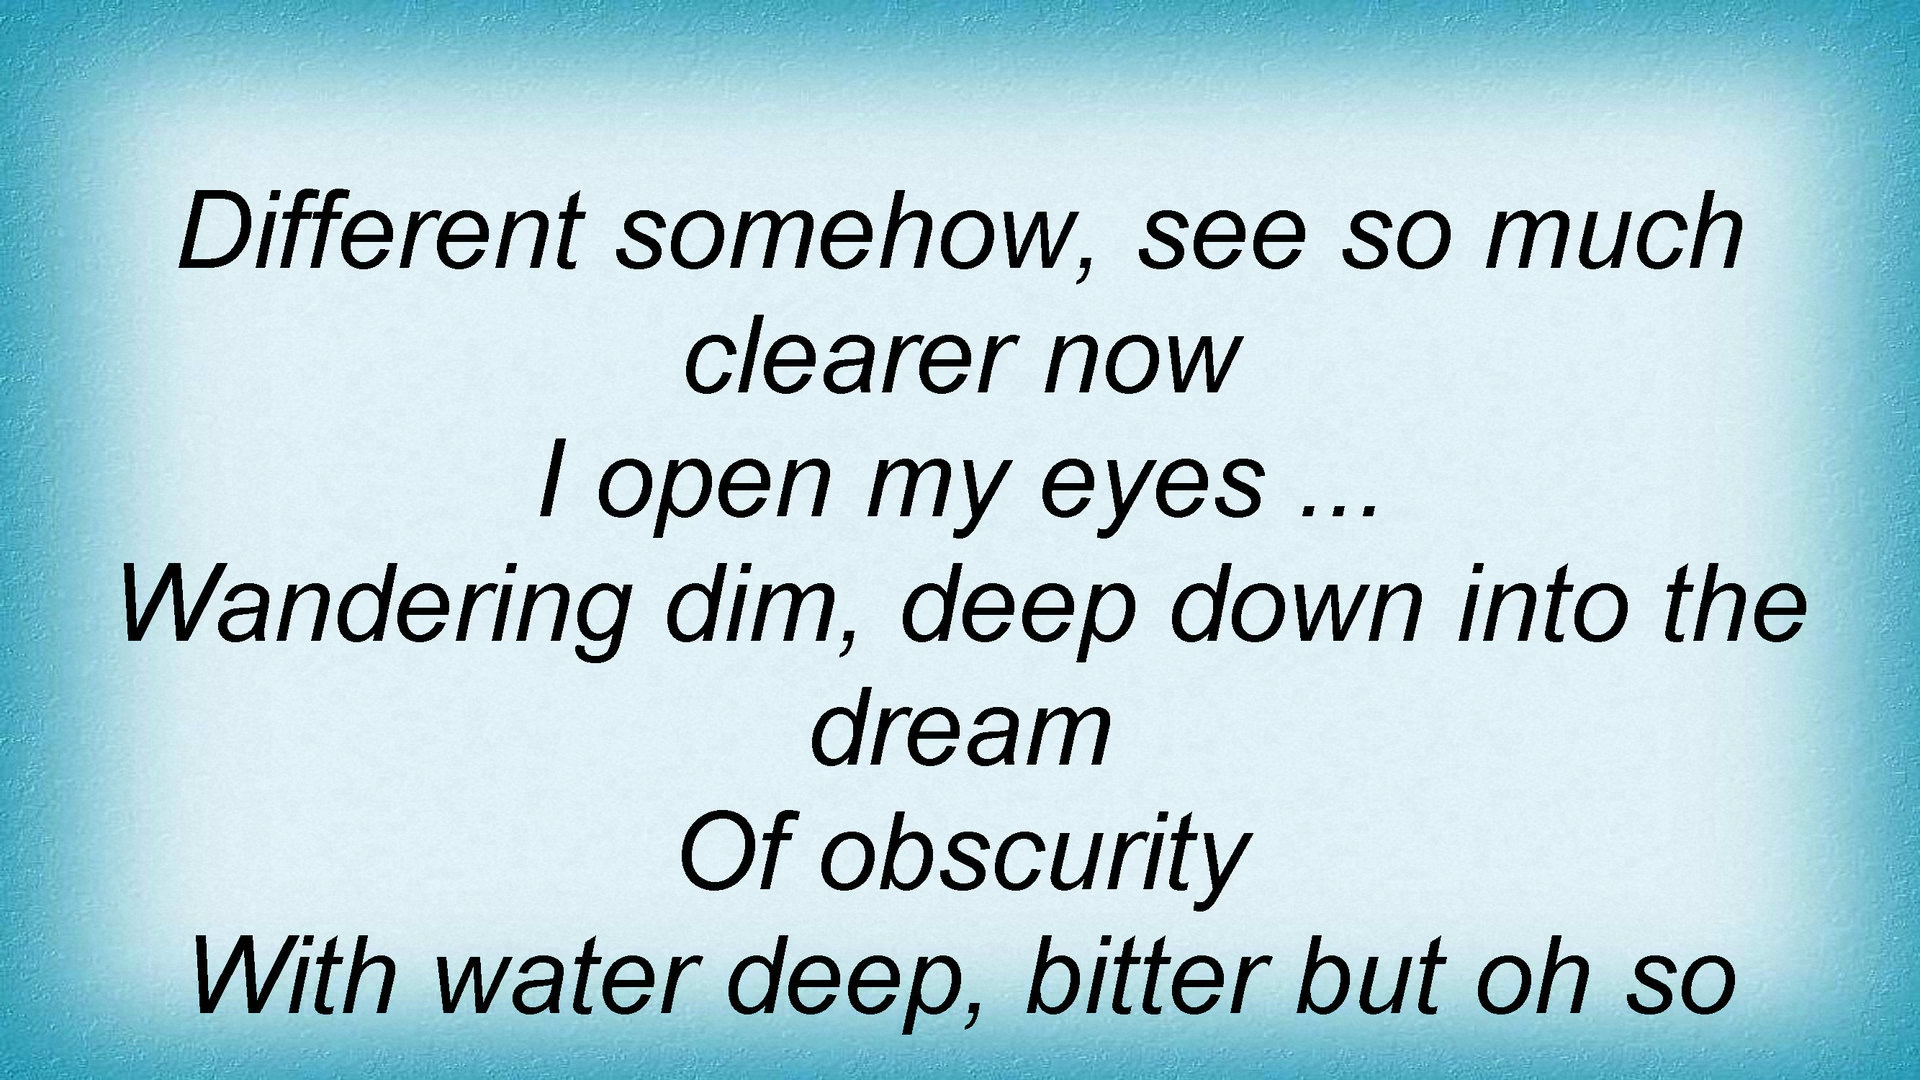 Different somehow, see so much
clearer now
I open my eyes ...
Wandering dim, deep down into the
dream
Of obscurity
With water deep, bitter but oh so